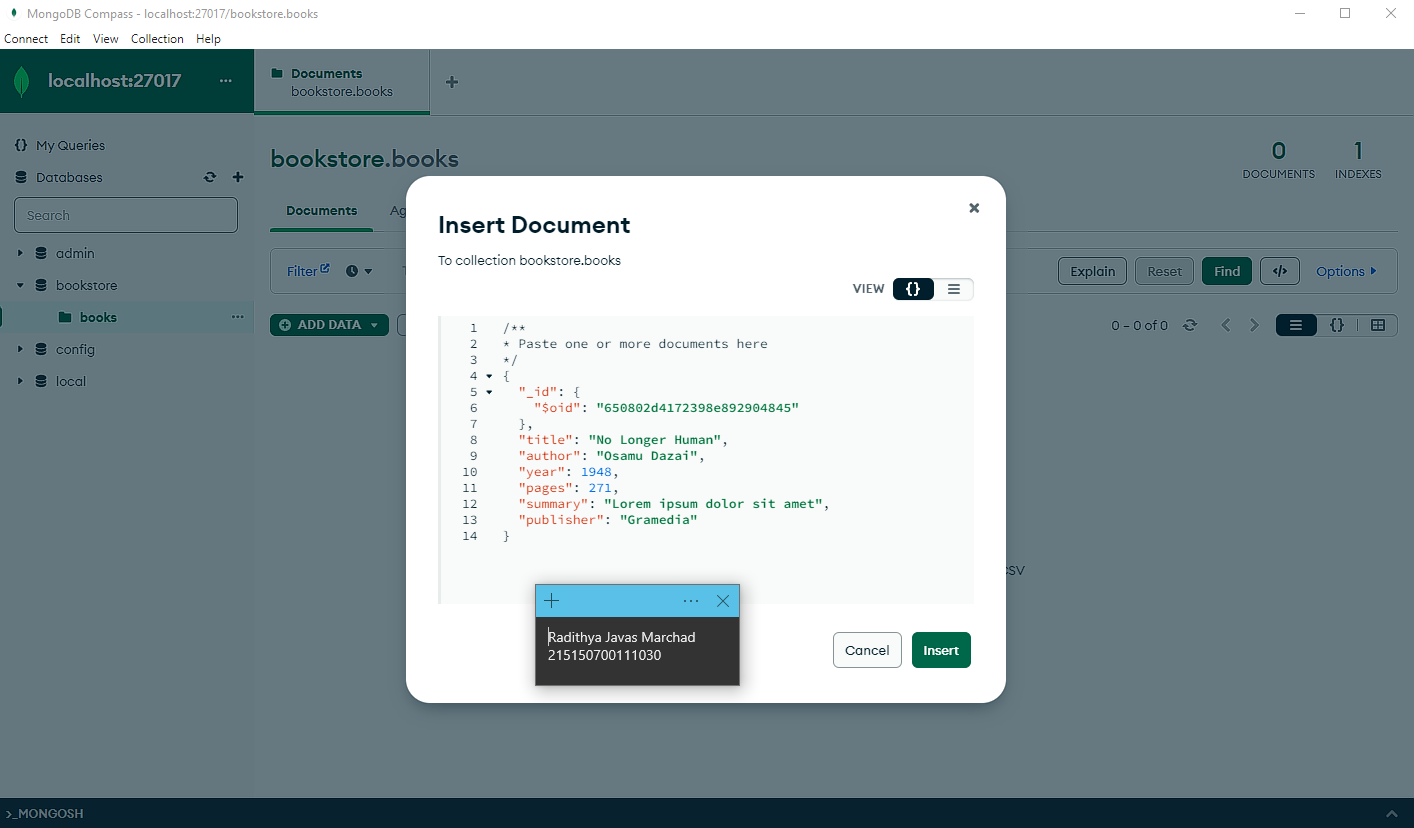 MongoDB Compass - localhost:27017/bookstore.books
Connect Edit View Collection Help
localhost:27017 ...
Documents
bookstore.books
My Queries
Databases
Search
admin
bookstore
books ...
config
local
bookstore.books
0 DOCUMENTS
1 INDEXES
Documents Ag
Filter
Explain Reset Find </> Options
ADD DATA
0 – 0 of 0
{}
Insert Document
To collection bookstore.books
VIEW {}
1 /**
2 * Paste one or more documents here
3 */
4 {
5 "_id": {
6 "$oid": "650802d4172398e892904845"
7 },
8 "title": "No Longer Human",
9 "author": "Osamu Dazai",
10 "year": 1948,
11 "pages": 271,
12 "summary": "Lorem ipsum dolor sit amet",
13 "publisher": "Gramedia"
14 }
CSV
Radithya Javas Marchad
215150700111030
Cancel Insert
>_MONGOSH